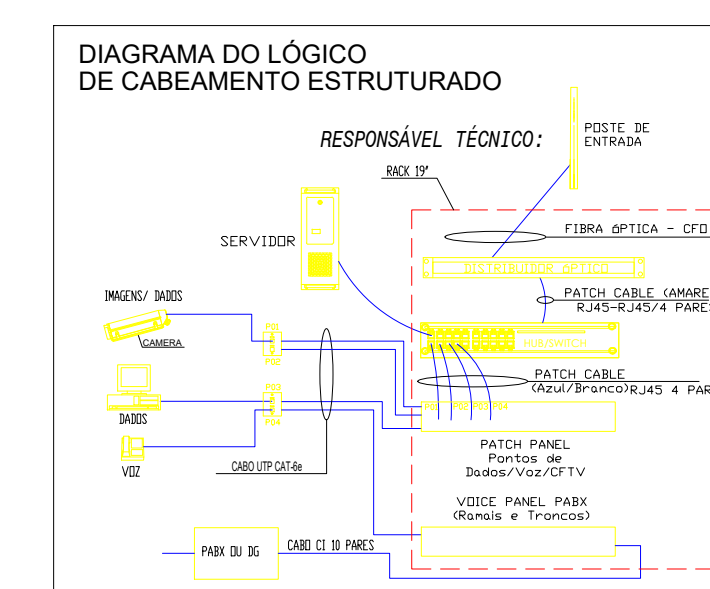 DIAGRAMA DO LÓGICO
DE CABEAMENTO ESTRUTURADO
RESPONSÁVEL TÉCNICO:
POSTE DE
ENTRADA
RACK 19"
SERVIDOR
FIBRA óPTICA - CFO
DISTRIBUIDOR óPTICO
IMAGENS/ DADOS
PATCH CABLE (AMARE
RJ45-RJ45/4 PARES
CAMERA
P01
P02
HUB/SWITCH
PATCH CABLE
(Azul/Branco)RJ45 4 PAR
P03
P04
P01 P02 P03 P04
DADOS
VOZ
CABO UTP CAT-6e
PATCH PANEL
Pontos de
Dados/Voz/CFTV
VOICE PANEL PABX
(Ramais e Troncos)
PABX OU DG
CABO CI 10 PARES